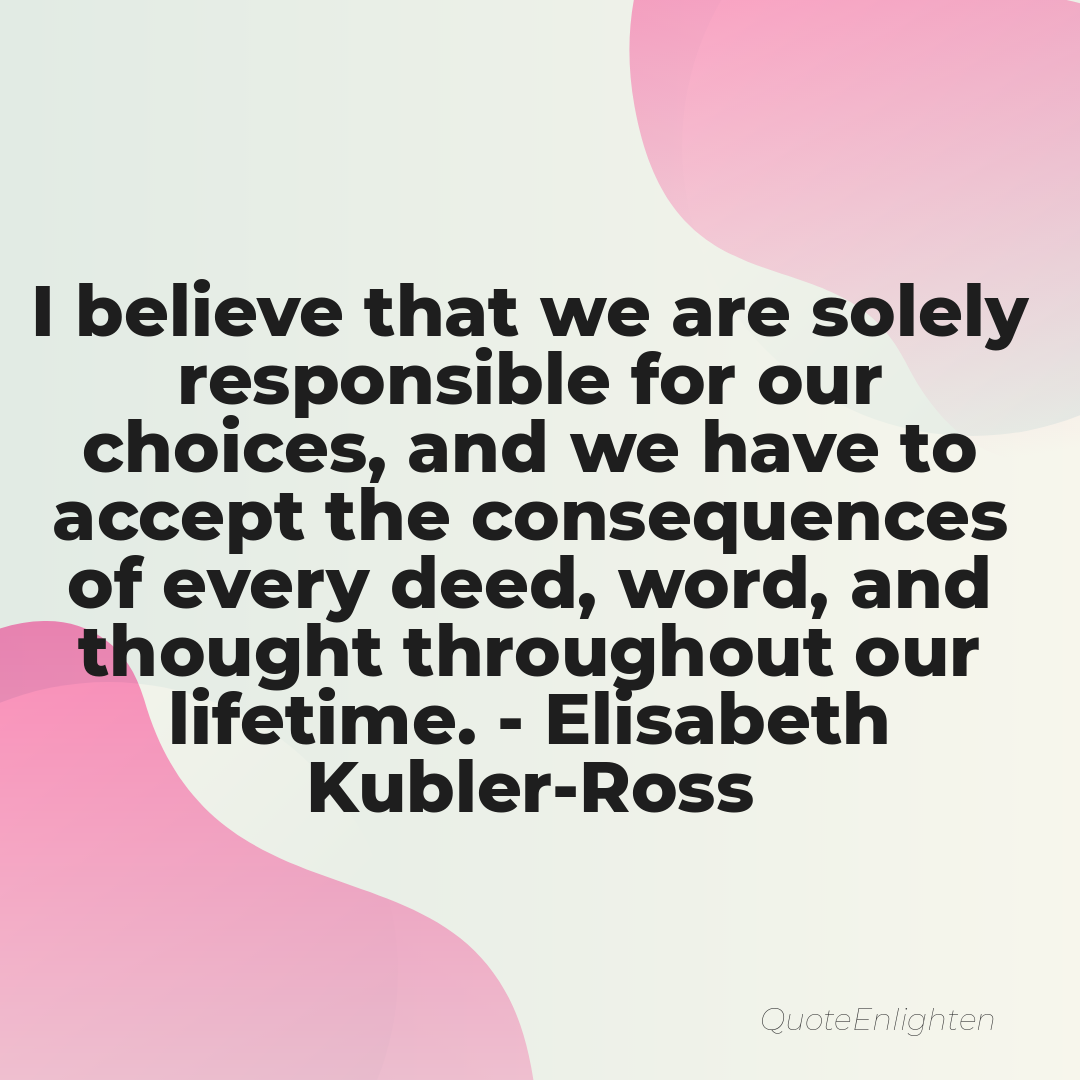 I believe that we are solely
responsible for our
choices, and we have to
accept the consequences
of every deed, word, and
thought throughout our
lifetime. - Elisabeth
Kubler-Ross
QuoteEnlighten